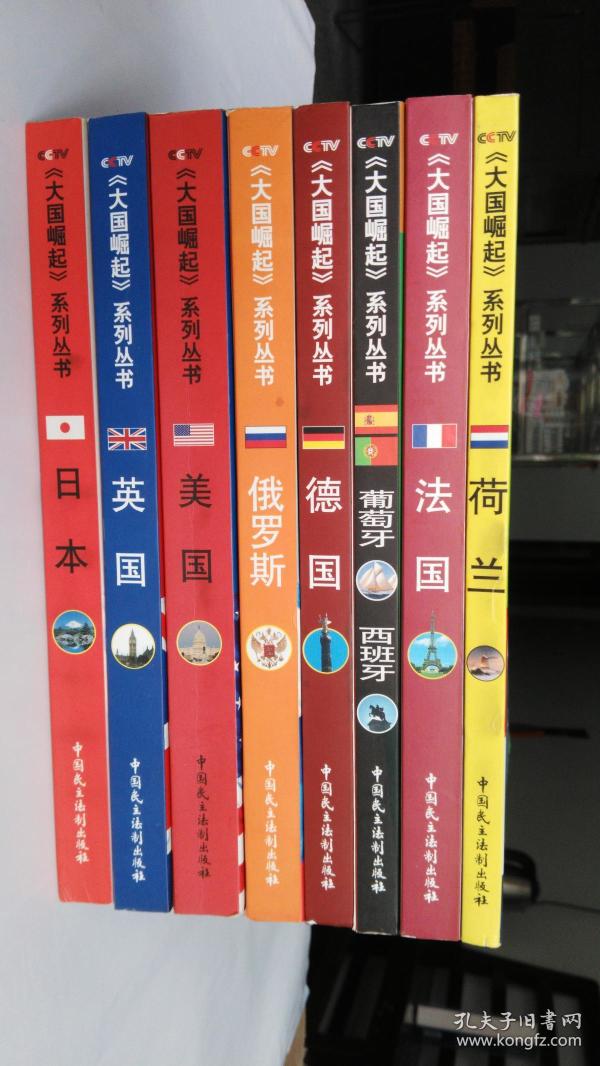 CCTV
《大国崛起》系列丛书
日本
中国民主法制出版社
CCTV
《大国崛起》系列丛书
英国
中国民主法制出版社
CCTV
《大国崛起》系列丛书
美国
中国民主法制出版社
CCTV
《大国崛起》系列丛书
俄罗斯
中国民主法制出版社
CCTV
《大国崛起》系列丛书
德国
中国民主法制出版社
CCTV
《大国崛起》系列丛书
葡萄牙
西班牙
中国民主法制出版社
CCTV
《大国崛起》系列丛书
法国
中国民主法制出版社
CCTV
《大国崛起》系列丛书
荷兰
中国民主法制出版社
孔夫子旧書网
www.kongfz.com